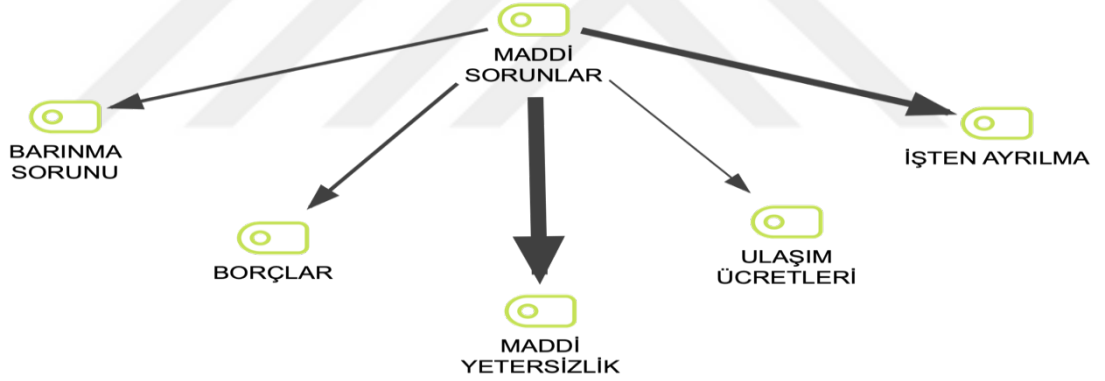 MADDİ
SORUNLAR
BARINMA
SORUNU
İŞTEN AYRILMA
BORÇLAR
ULAŞIM
ÜCRETLERİ
MADDİ
YETERSİZLİK